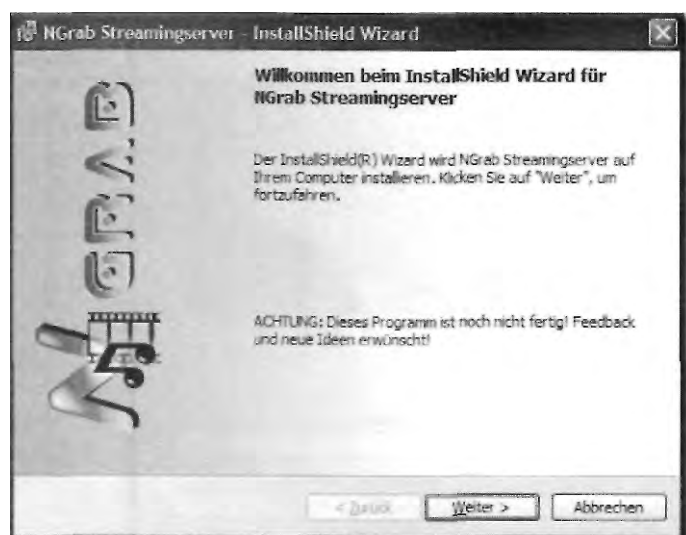 NGrab Streamingserver - InstallShield Wizard
Willkommen beim InstallShield Wizard für
NGrab Streamingserver
Der InstallShield(R) Wizard wird NGrab Streamingserver auf
Ihrem Computer installieren. Klicken Sie auf "Weiter", um
fortzufahren.
ACHTUNG: Dieses Programm ist noch nicht fertig! Feedback
und neue Ideen erwünscht!
GRAB
< Zurück
Weiter >
Abbrechen